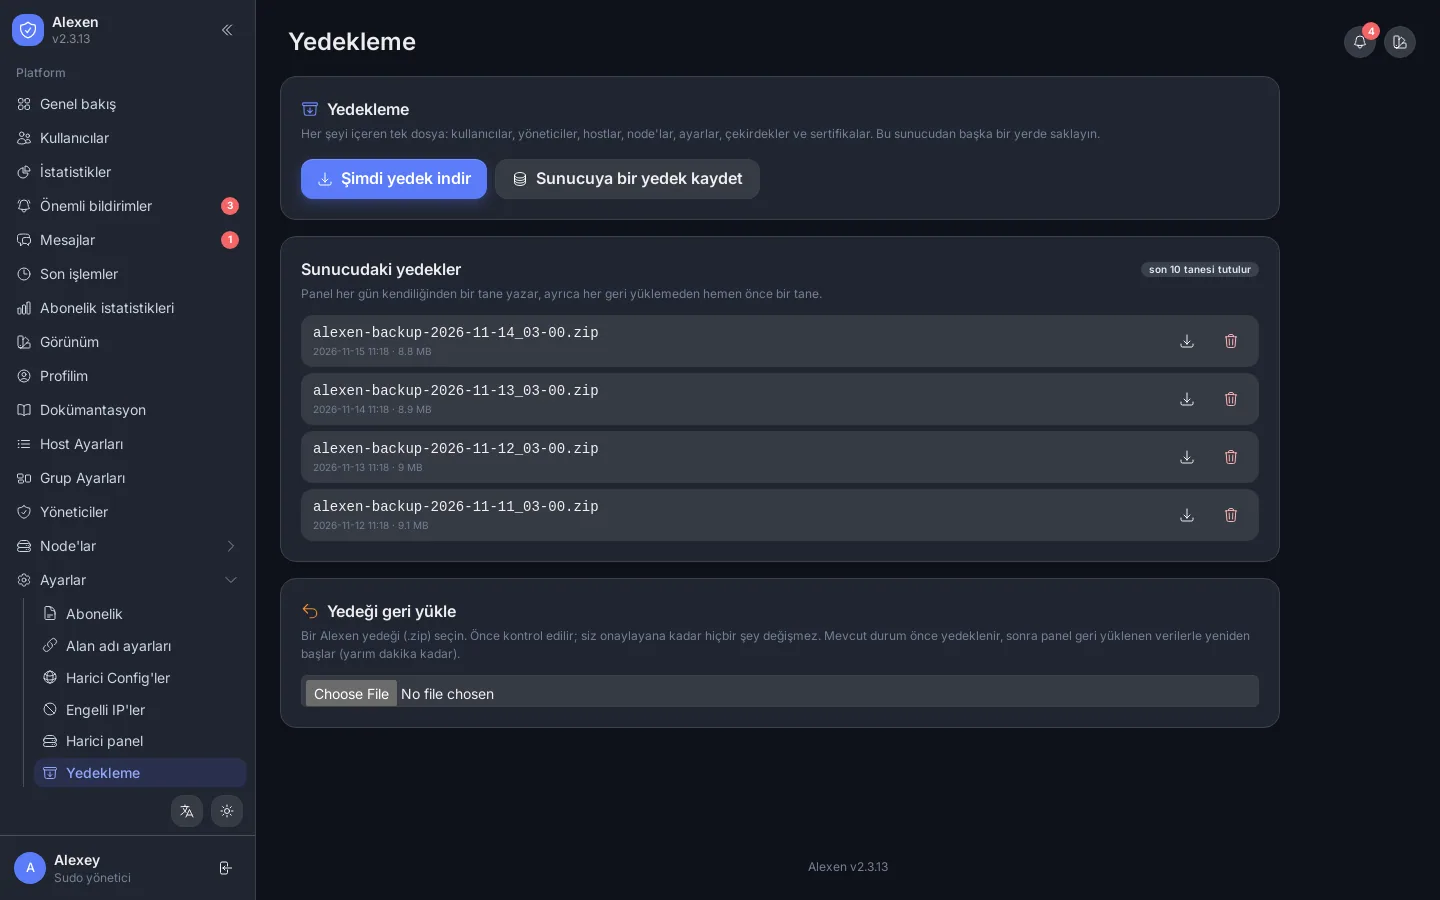 Alexen
v2.3.13
Platform
Genel bakış
Kullanıcılar
İstatistikler
Önemli bildirimler
3
Mesajlar
1
Son işlemler
Abonelik istatistikleri
Görünüm
Profilim
Dokümantasyon
Host Ayarları
Grup Ayarları
Yöneticiler
Node'lar
Ayarlar
Abonelik
Alan adı ayarları
Harici Config'ler
Engelli IP'ler
Harici panel
Yedekleme
A
Alexey
Sudo yönetici
Yedekleme
4
Yedekleme
Her şeyi içeren tek dosya: kullanıcılar, yöneticiler, hostlar, node'lar, ayarlar, çekirdekler ve sertifikalar. Bu sunucudan başka bir yerde saklayın.
Şimdi yedek indir
Sunucuya bir yedek kaydet
Sunucudaki yedekler
son 10 tanesi tutulur
Panel her gün kendiliğinden bir tane yazar, ayrıca her geri yüklemeden hemen önce bir tane.
alexen-backup-2026-11-14_03-00.zip
2026-11-15 11:18 · 8.8 MB
alexen-backup-2026-11-13_03-00.zip
2026-11-14 11:18 · 8.9 MB
alexen-backup-2026-11-12_03-00.zip
2026-11-13 11:18 · 9 MB
alexen-backup-2026-11-11_03-00.zip
2026-11-12 11:18 · 9.1 MB
Yedeği geri yükle
Bir Alexen yedeği (.zip) seçin. Önce kontrol edilir; siz onaylayana kadar hiçbir şey değişmez. Mevcut durum önce yedeklenir, sonra panel geri yüklenen verilerle yeniden
başlar (yarım dakika kadar).
Choose File No file chosen
Alexen v2.3.13